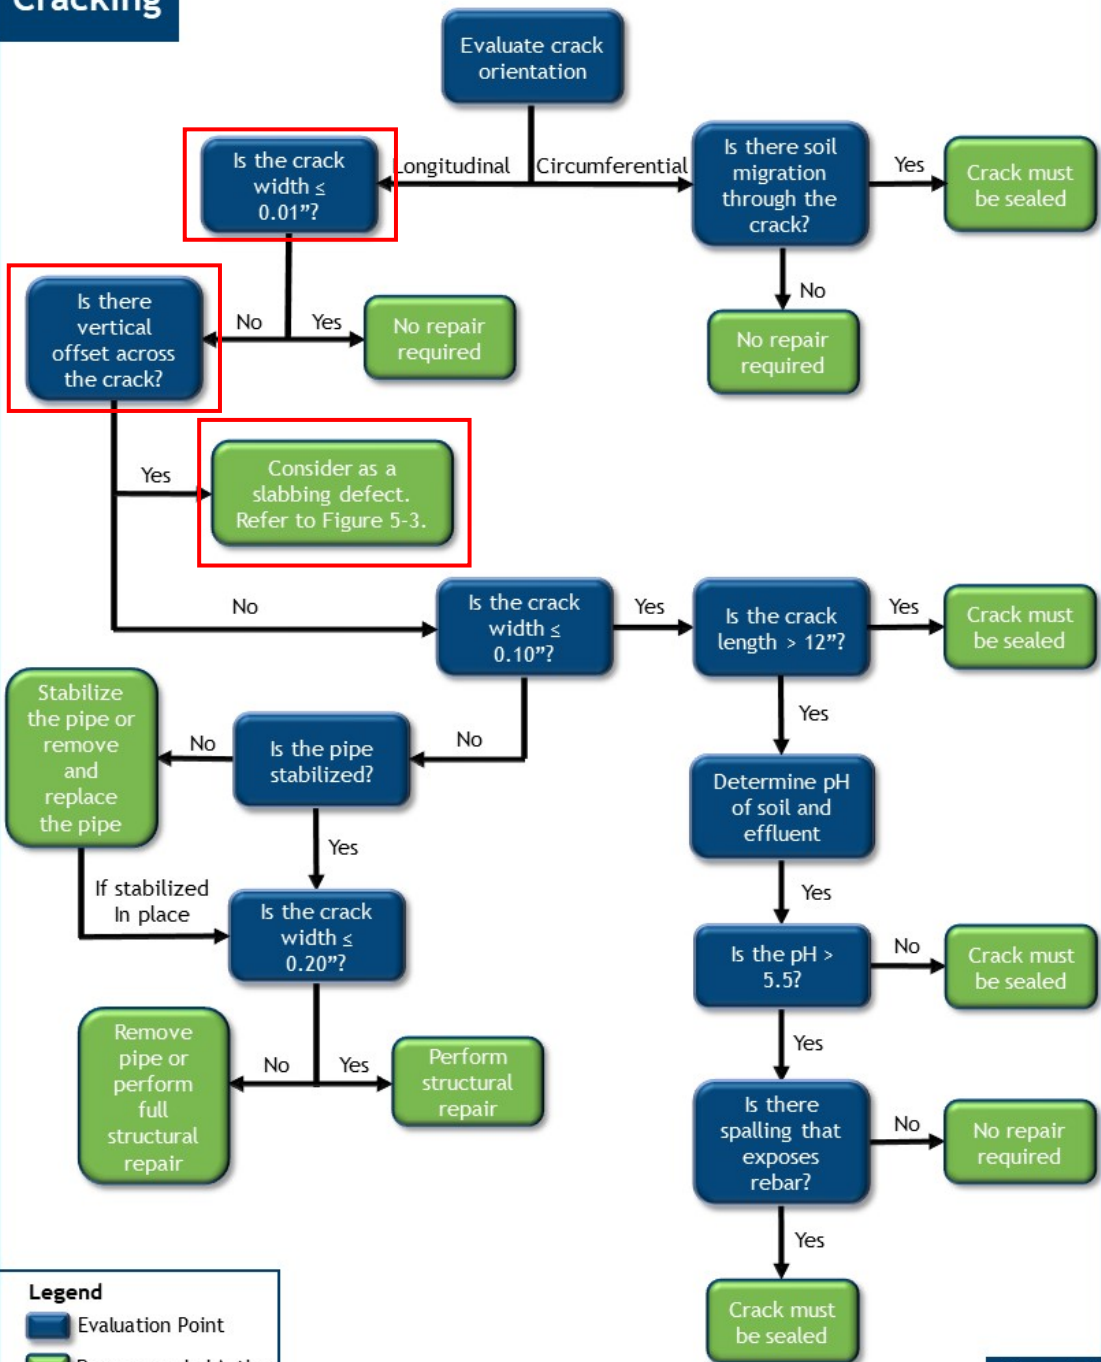 Cracking
Evaluate crack
orientation
Longitudinal
Circumferential
Is the crack
width ≤
0.01”?
Is there soil
migration
through the
crack?
Yes
Crack must
be sealed
No
No repair
required
Is there
vertical
offset across
the crack?
No
Yes
No repair
required
Yes
Consider as a
slabbing defect.
Refer to Figure 5-3.
No
Is the crack
width ≤
0.10”?
Yes
Is the crack
length > 12”?
Yes
Crack must
be sealed
Yes
Stabilize
the pipe or
remove
and
replace
the pipe
No
Is the pipe
stabilized?
No
Determine pH
of soil and
effluent
Yes
Yes
If stabilized
In place
Is the crack
width ≤
0.20”?
Is the pH >
5.5?
No
Crack must
be sealed
Yes
Remove
pipe or
perform
full
structural
repair
No
Yes
Perform
structural
repair
Is there
spalling that
exposes
rebar?
No
No repair
required
Yes
Crack must
be sealed
Legend
Evaluation Point